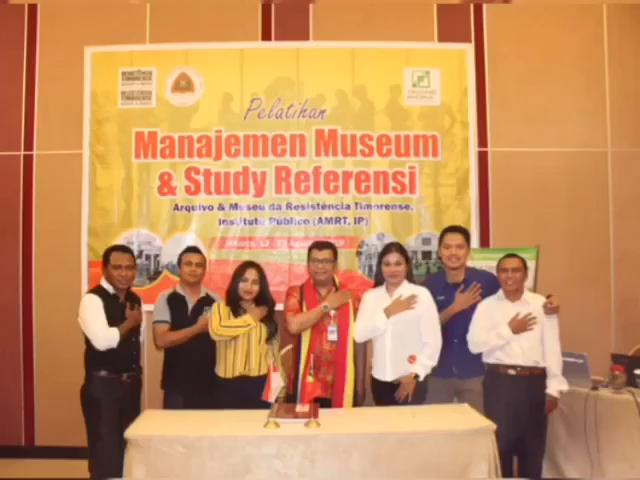 Pelatihan
Manajemen Museum
& Study Referensi
Arquivo & Museu da Resistência Timorense,
Instituto Público (AMRT, IP)